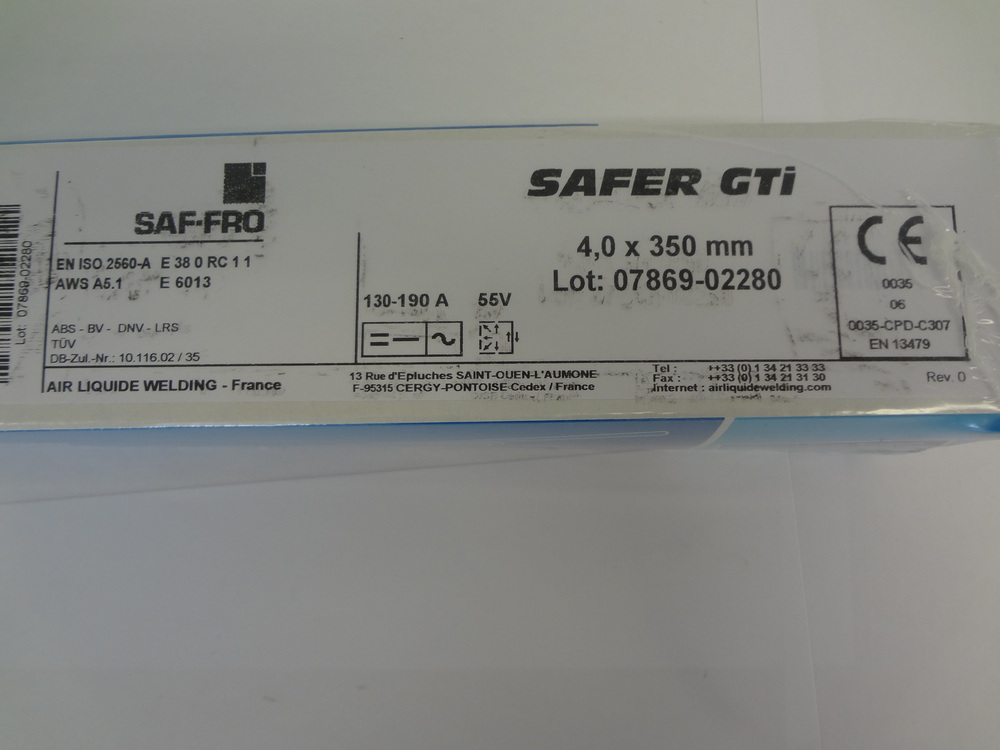 SAF-FRO
SAFER GTi
EN ISO 2560-A E 38 0 RC 1 1
AWS A5.1 E 6013
4,0 x 350 mm
Lot: 07869-02280
130-190 A 55V
ABS - BV - DNV - LRS
TÜV
DB-Zul.-Nr.: 10.116.02 / 35
CE
0035
06
0035-CPD-C307
EN 13479
AIR LIQUIDE WELDING - France
13 Rue d'Epluches SAINT-OUEN-L'AUMONE
F-95315 CERGY-PONTOISE Cedex / France
Tel : ++33 (0) 1 34 21 33 33
Fax : ++33 (0) 1 34 21 31 30
Internet : airliquidewelding.com
Rev. 0
Lot: 07869-02280